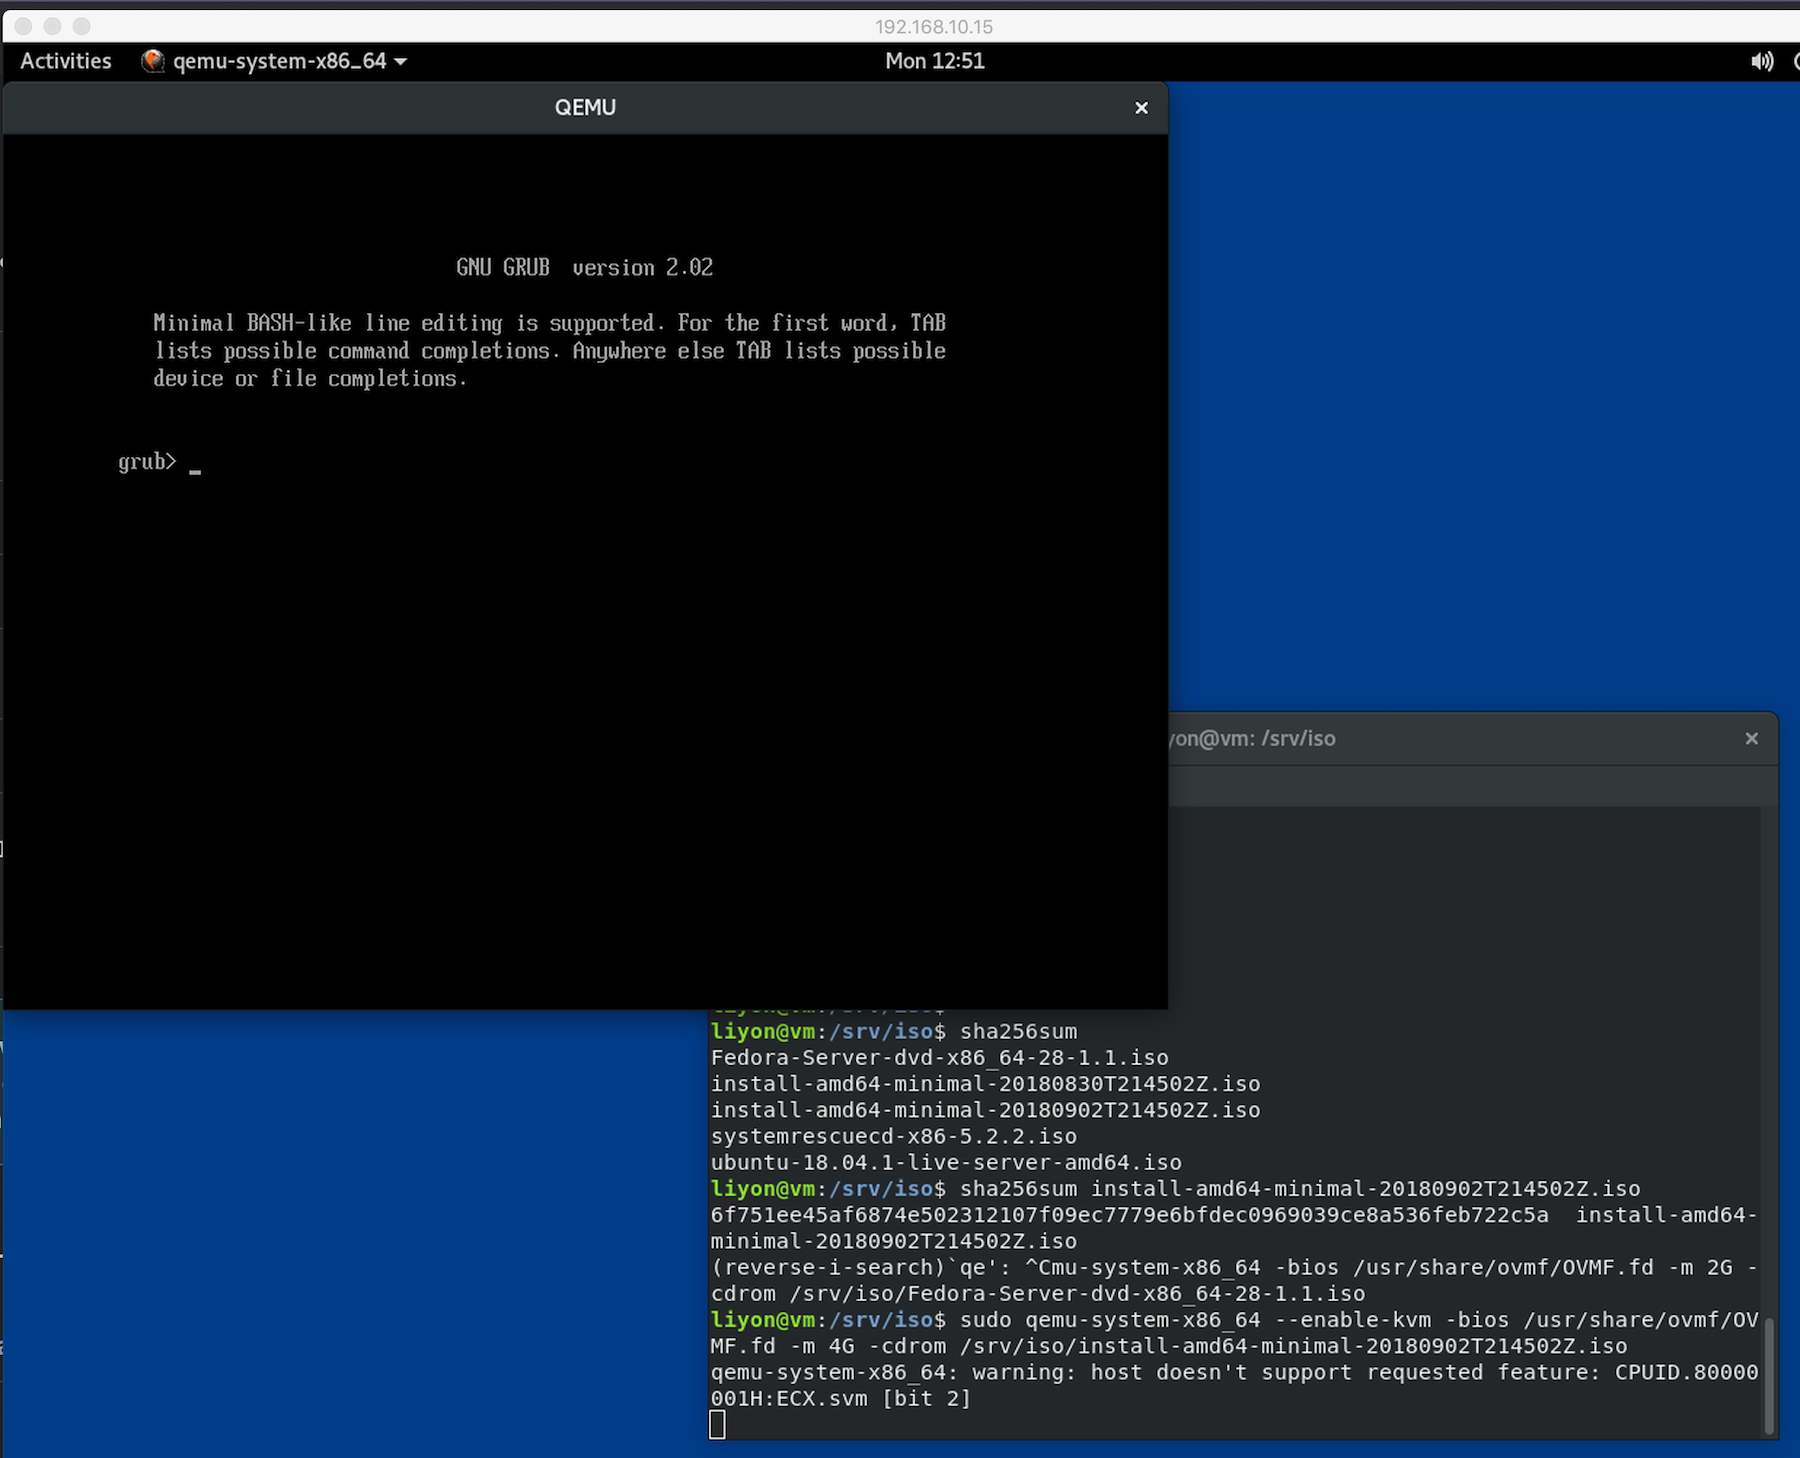 192.168.10.15
Activities qemu-system-x86_64 Mon 12:51
QEMU
GNU GRUB version 2.02
Minimal BASH-like line editing is supported. For the first word, TAB
lists possible command completions. Anywhere else TAB lists possible
device or file completions.
grub> _
yon@vm: /srv/iso
liyon@vm:/srv/iso$ sha256sum
Fedora-Server-dvd-x86_64-28-1.1.iso
install-amd64-minimal-20180830T214502Z.iso
install-amd64-minimal-20180902T214502Z.iso
systemrescuecd-x86-5.2.2.iso
ubuntu-18.04.1-live-server-amd64.iso
liyon@vm:/srv/iso$ sha256sum install-amd64-minimal-20180902T214502Z.iso
6f751ee45af6874e502312107f09ec7779e6bfdec0969039ce8a536feb722c5a install-amd64-
minimal-20180902T214502Z.iso
(reverse-i-search)`qe': ^Cmu-system-x86_64 -bios /usr/share/ovmf/OVMF.fd -m 2G -
cdrom /srv/iso/Fedora-Server-dvd-x86_64-28-1.1.iso
liyon@vm:/srv/iso$ sudo qemu-system-x86_64 --enable-kvm -bios /usr/share/ovmf/OV
MF.fd -m 4G -cdrom /srv/iso/install-amd64-minimal-20180902T214502Z.iso
qemu-system-x86_64: warning: host doesn't support requested feature: CPUID.80000
001H:ECX.svm [bit 2]